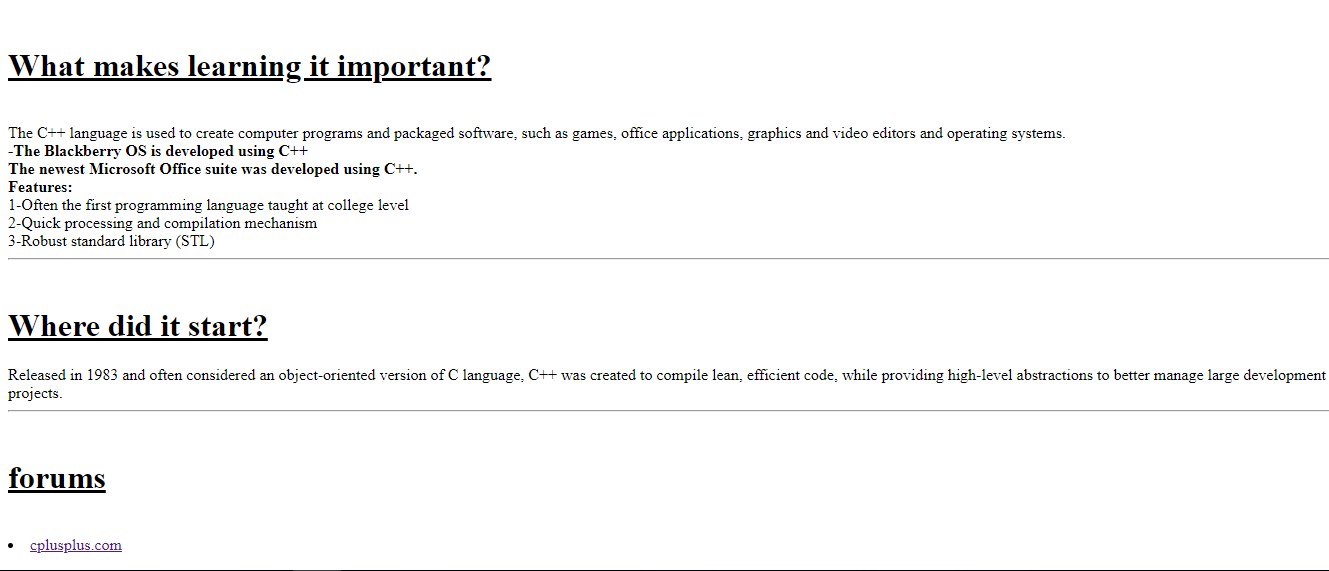 What makes learning it important?
The C++ language is used to create computer programs and packaged software, such as games, office applications, graphics and video editors and operating systems.
-The Blackberry OS is developed using C++
The newest Microsoft Office suite was developed using C++.
Features:
1-Often the first programming language taught at college level
2-Quick processing and compilation mechanism
3-Robust standard library (STL)
Where did it start?
Released in 1983 and often considered an object-oriented version of C language, C++ was created to compile lean, efficient code, while providing high-level abstractions to better manage large development
projects.
forums
• cplusplus.com